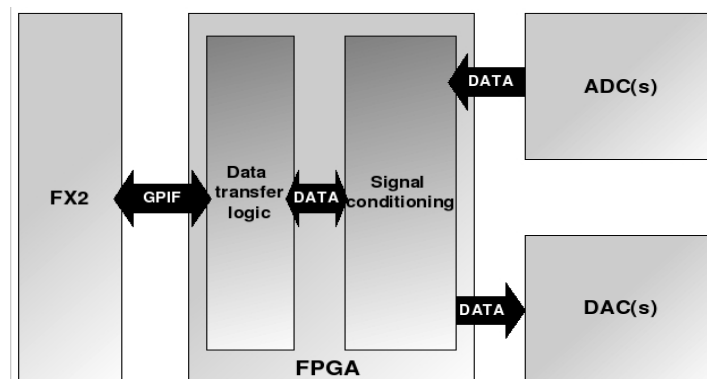 FX2
GPIF
Data
transfer
logic
DATA
Signal
conditioning
DATA
ADC(s)
DATA
DAC(s)
FPGA